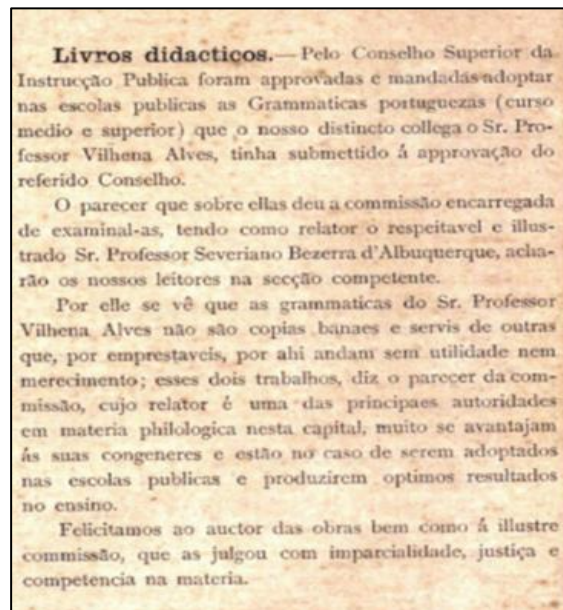 Livros didacticos.—Pelo Conselho Superior da
Instrucção Publica foram approvadas e mandadas adoptar
nas escolas publicas as Grammaticas portuguezas (curso
medio e superior) que o nosso distincto collega o Sr. Pro-
fessor Vilhena Alves, tinha submettido á approvação do
referido Conselho.
O parecer que sobre ellas deu a commissão encarregada
de examinal-as, tendo como relator o respeitavel e illus-
trado Sr. Professor Severiano Bezerra d'Albuquerque, acha-
rão os nossos leitores na secção competente.
Por elle se vê que as grammaticas do Sr. Professor
Vilhena Alves não são copias banaes e servis de outras
que, por emprestaveis, por ahi andam sem utilidade nem
merecimento; esses dois trabalhos, diz o parecer da com-
missão, cujo relator é uma das principaes autoridades
em materia philologica nesta capital, muito se avantajam
ás suas congeneres e estão no caso de serem adoptados
nas escolas publicas e produzirem optimos resultados
no ensino.
Felicitamos ao auctor das obras bem como á illustre
commissão, que as julgou com imparcialidade, justiça e
competencia na materia.